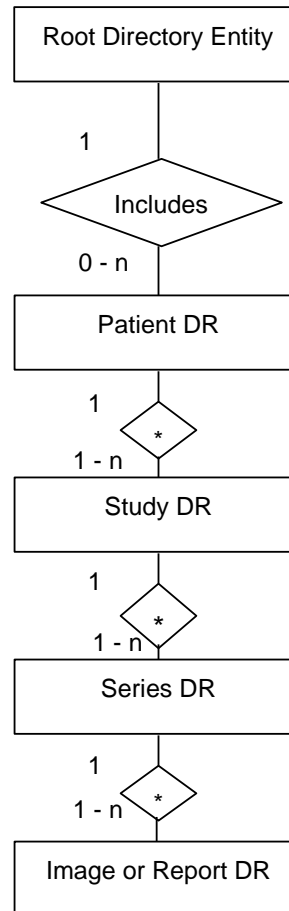 Root Directory Entity
1
Includes
0 - n
Patient DR
1
*
1 - n
Study DR
1
*
1 - n
Series DR
1
*
1 - n
Image or Report DR